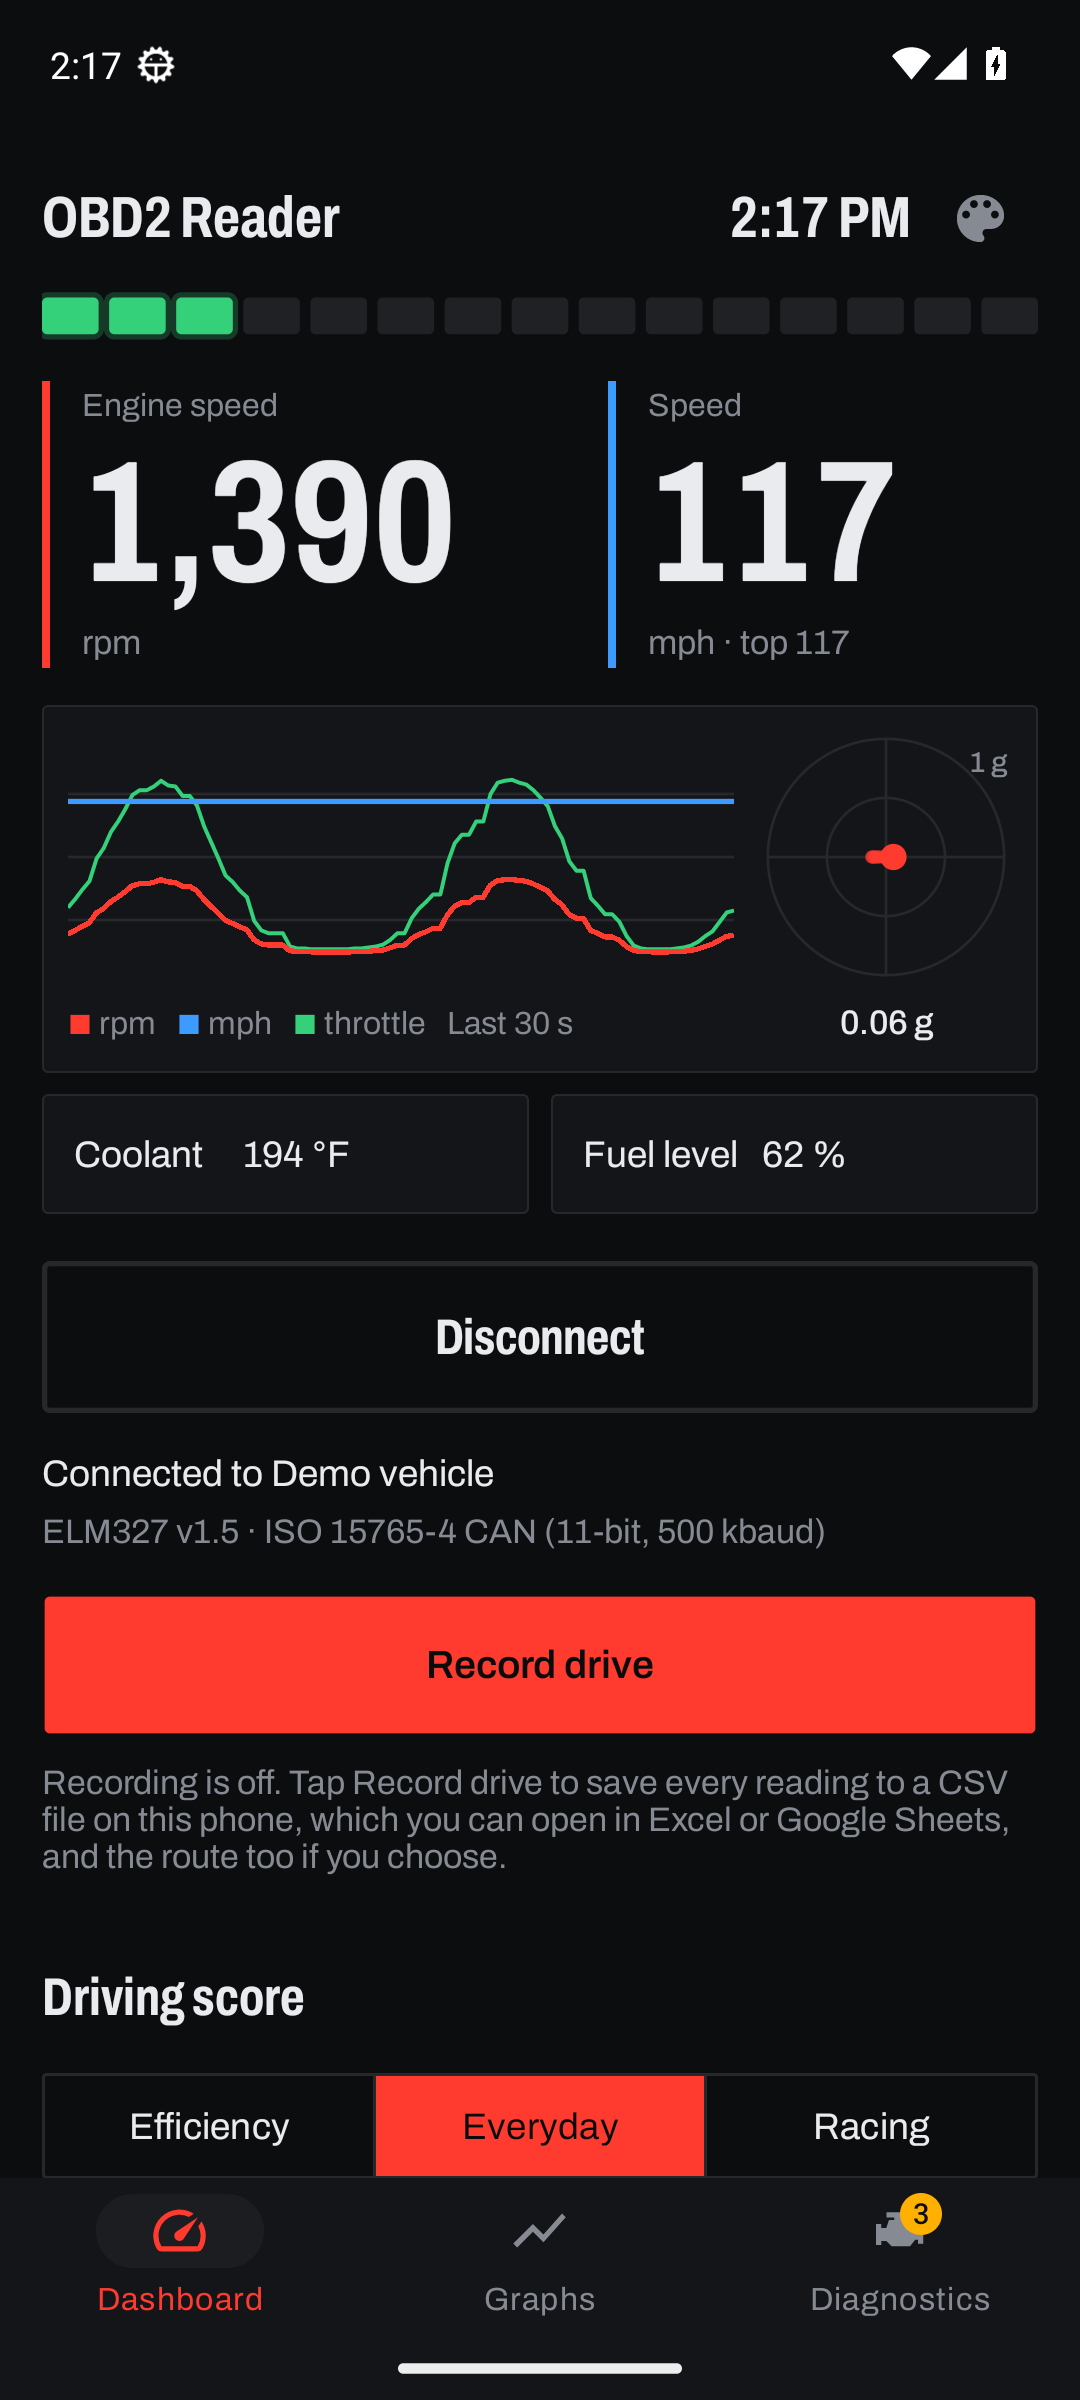 2:17
OBD2 Reader
2:17 PM
Engine speed
1,390
rpm
Speed
117
mph · top 117
1 g
rpm mph throttle Last 30 s
0.06 g
Coolant 194 °F
Fuel level 62 %
Disconnect
Connected to Demo vehicle
ELM327 v1.5 · ISO 15765-4 CAN (11-bit, 500 kbaud)
Record drive
Recording is off. Tap Record drive to save every reading to a CSV
file on this phone, which you can open in Excel or Google Sheets,
and the route too if you choose.
Driving score
Efficiency
Everyday
Racing
3
Dashboard
Graphs
Diagnostics